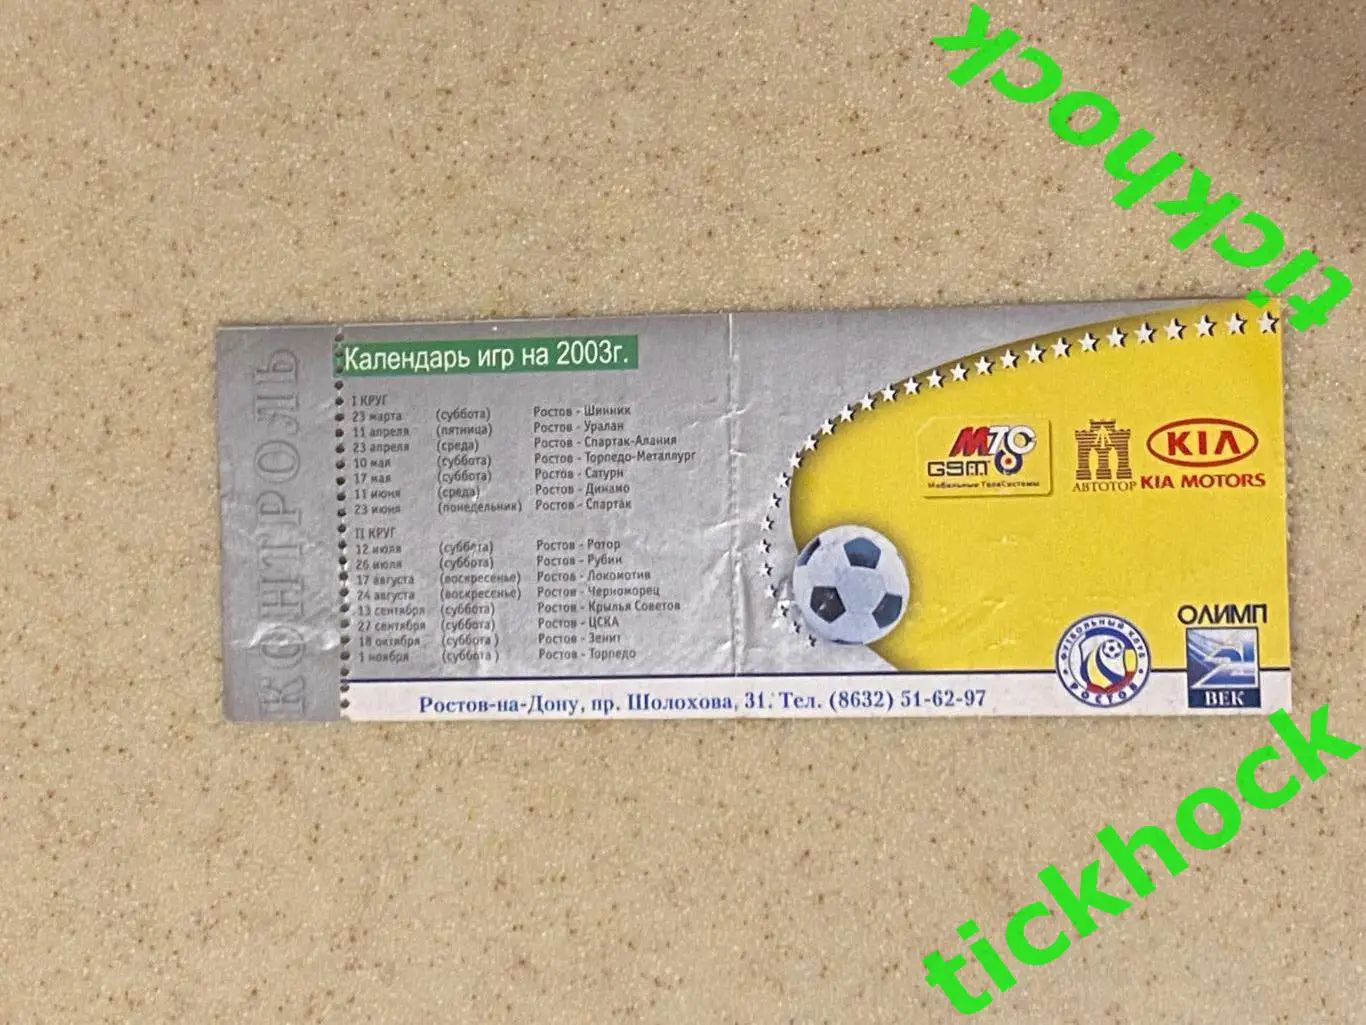 КОНТРОЛЬ
Календарь игр на 2003г.
I КРУГ
23 марта (суббота) Ростов - Шинник
11 апреля (пятница) Ростов - Уралан
23 апреля (среда) Ростов - Спартак-Алания
10 мая (суббота) Ростов - Торпедо-Металлург
17 мая (суббота) Ростов - Сатурн
11 июня (среда) Ростов - Динамо
23 июня (понедельник) Ростов - Спартак
II КРУГ
12 июля (суббота) Ростов - Ротор
26 июля (суббота) Ростов - Рубин
17 августа (воскресенье) Ростов - Локомотив
24 августа (воскресенье) Ростов - Черноморец
13 сентября (суббота) Ростов - Крылья Советов
27 сентября (суббота) Ростов - ЦСКА
18 октября (суббота ) Ростов - Зенит
1 ноября (суббота ) Ростов - Торпедо
Ростов-на-Дону, пр. Шолохова, 31. Тел. (8632) 51-62-97
GSM
Мобильные ТелеСистемы
АВТОТОР
KIA
KIA MOTORS
ФУТБОЛЬНЫЙ КЛУБ
РОСТОВ
ОЛИМП
21
ВЕК
tickhock
tickhock